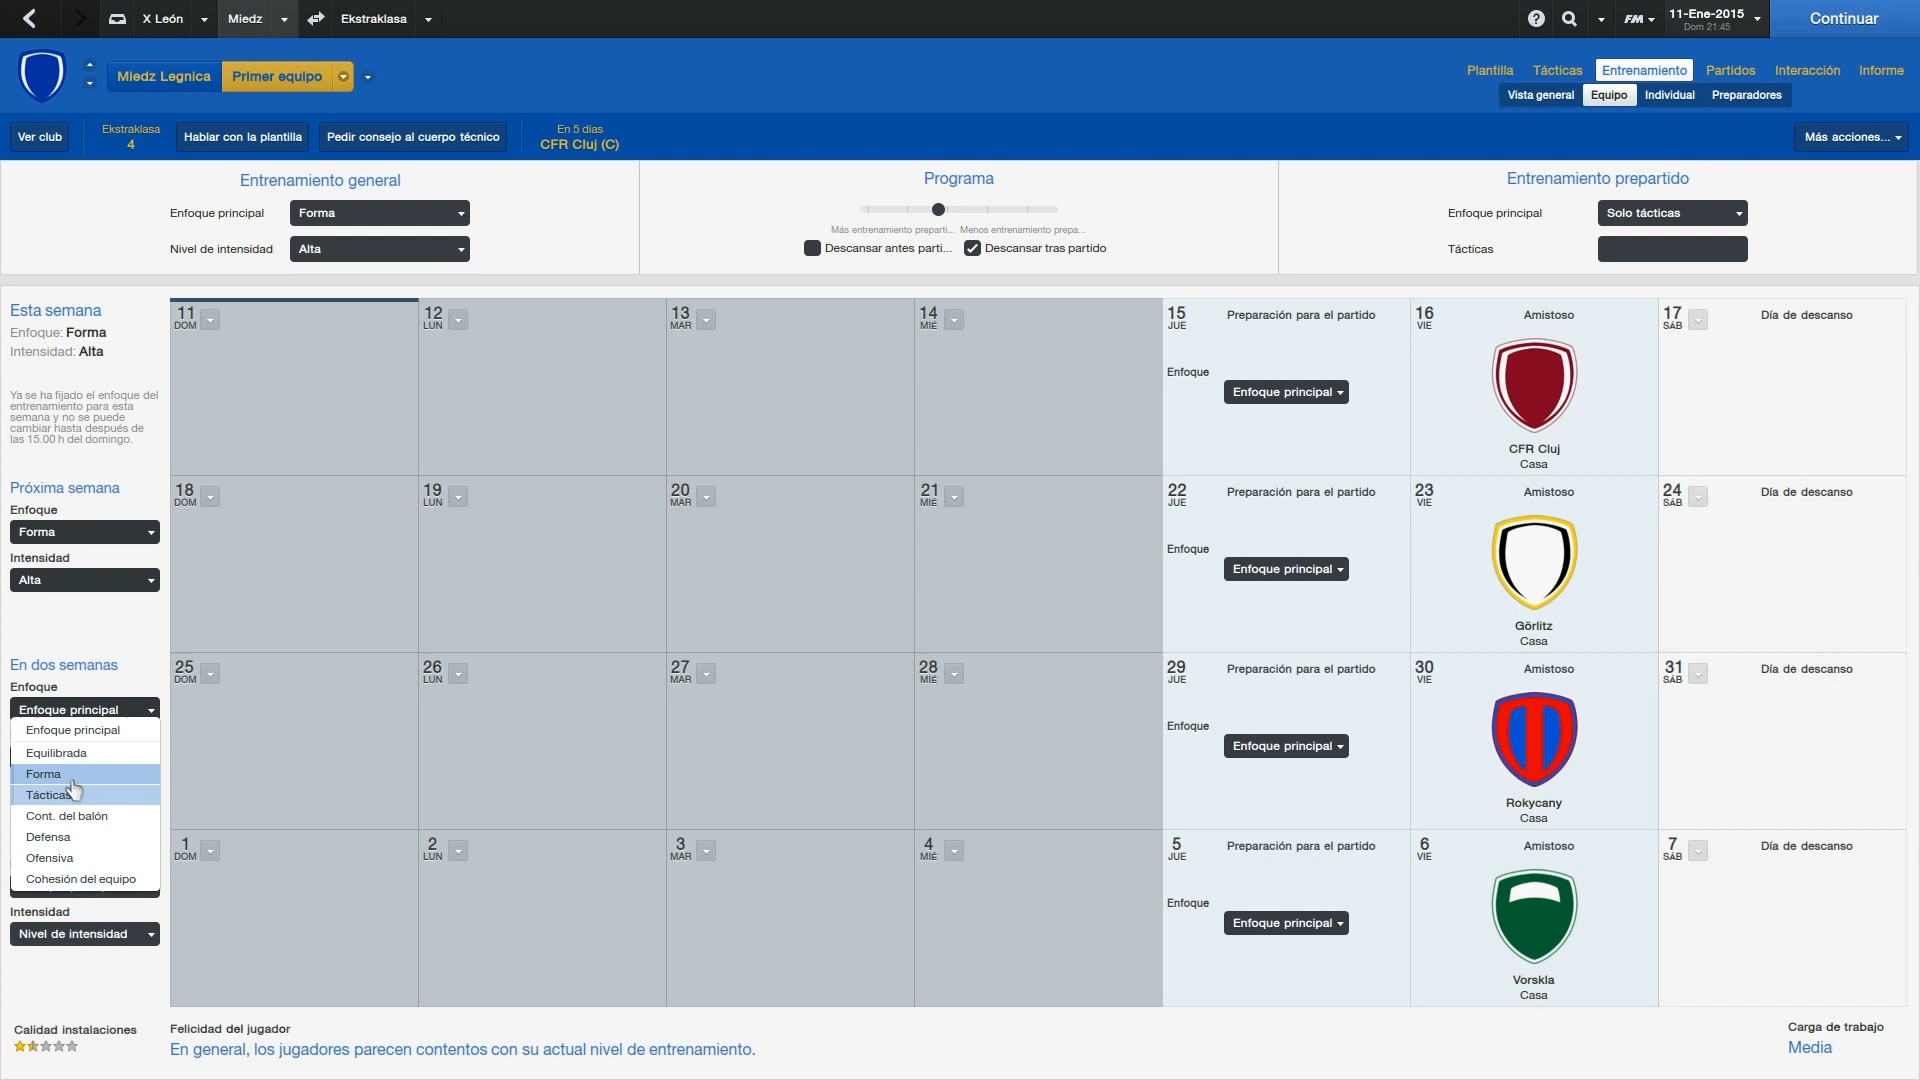 X León
Miedz
Ekstraklasa
FM
11-Ene-2015
Dom 21:45
Continuar
Miedz Legnica
Primer equipo
Plantilla
Tácticas
Entrenamiento
Partidos
Interacción
Informe
Vista general
Equipo
Individual
Preparadores
Ver club
Ekstraklasa
4
Hablar con la plantilla
Pedir consejo al cuerpo técnico
En 5 días
CFR Cluj (C)
Más acciones...
Entrenamiento general
Enfoque principal
Forma
Nivel de intensidad
Alta
Programa
Más entrenamiento preparti...
Menos entrenamiento prepa...
Descansar antes parti...
Descansar tras partido
Entrenamiento prepartido
Enfoque principal
Solo tácticas
Tácticas
Esta semana
Enfoque: Forma
Intensidad: Alta
Ya se ha fijado el enfoque del
entrenamiento para esta
semana y no se puede
cambiar hasta después de
las 15.00 h del domingo.
11
DOM
12
LUN
13
MAR
14
MIÉ
15
JUE
Preparación para el partido
Enfoque
Enfoque principal
16
VIE
Amistoso
CFR Cluj
Casa
17
SÁB
Día de descanso
Próxima semana
Enfoque
Forma
Intensidad
Alta
18
DOM
19
LUN
20
MAR
21
MIÉ
22
JUE
Preparación para el partido
Enfoque
Enfoque principal
23
VIE
Amistoso
Görlitz
Casa
24
SÁB
Día de descanso
En dos semanas
Enfoque
Enfoque principal
Enfoque principal
Equilibrada
Forma
Tácticas
Cont. del balón
Defensa
Ofensiva
Cohesión del equipo
25
DOM
26
LUN
27
MAR
28
MIÉ
29
JUE
Preparación para el partido
Enfoque
Enfoque principal
30
VIE
Amistoso
Rokycany
Casa
31
SÁB
Día de descanso
Intensidad
Nivel de intensidad
1
DOM
2
LUN
3
MAR
4
MIÉ
5
JUE
Preparación para el partido
Enfoque
Enfoque principal
6
VIE
Amistoso
Vorskla
Casa
7
SÁB
Día de descanso
Calidad instalaciones
Felicidad del jugador
En general, los jugadores parecen contentos con su actual nivel de entrenamiento.
Carga de trabajo
Media